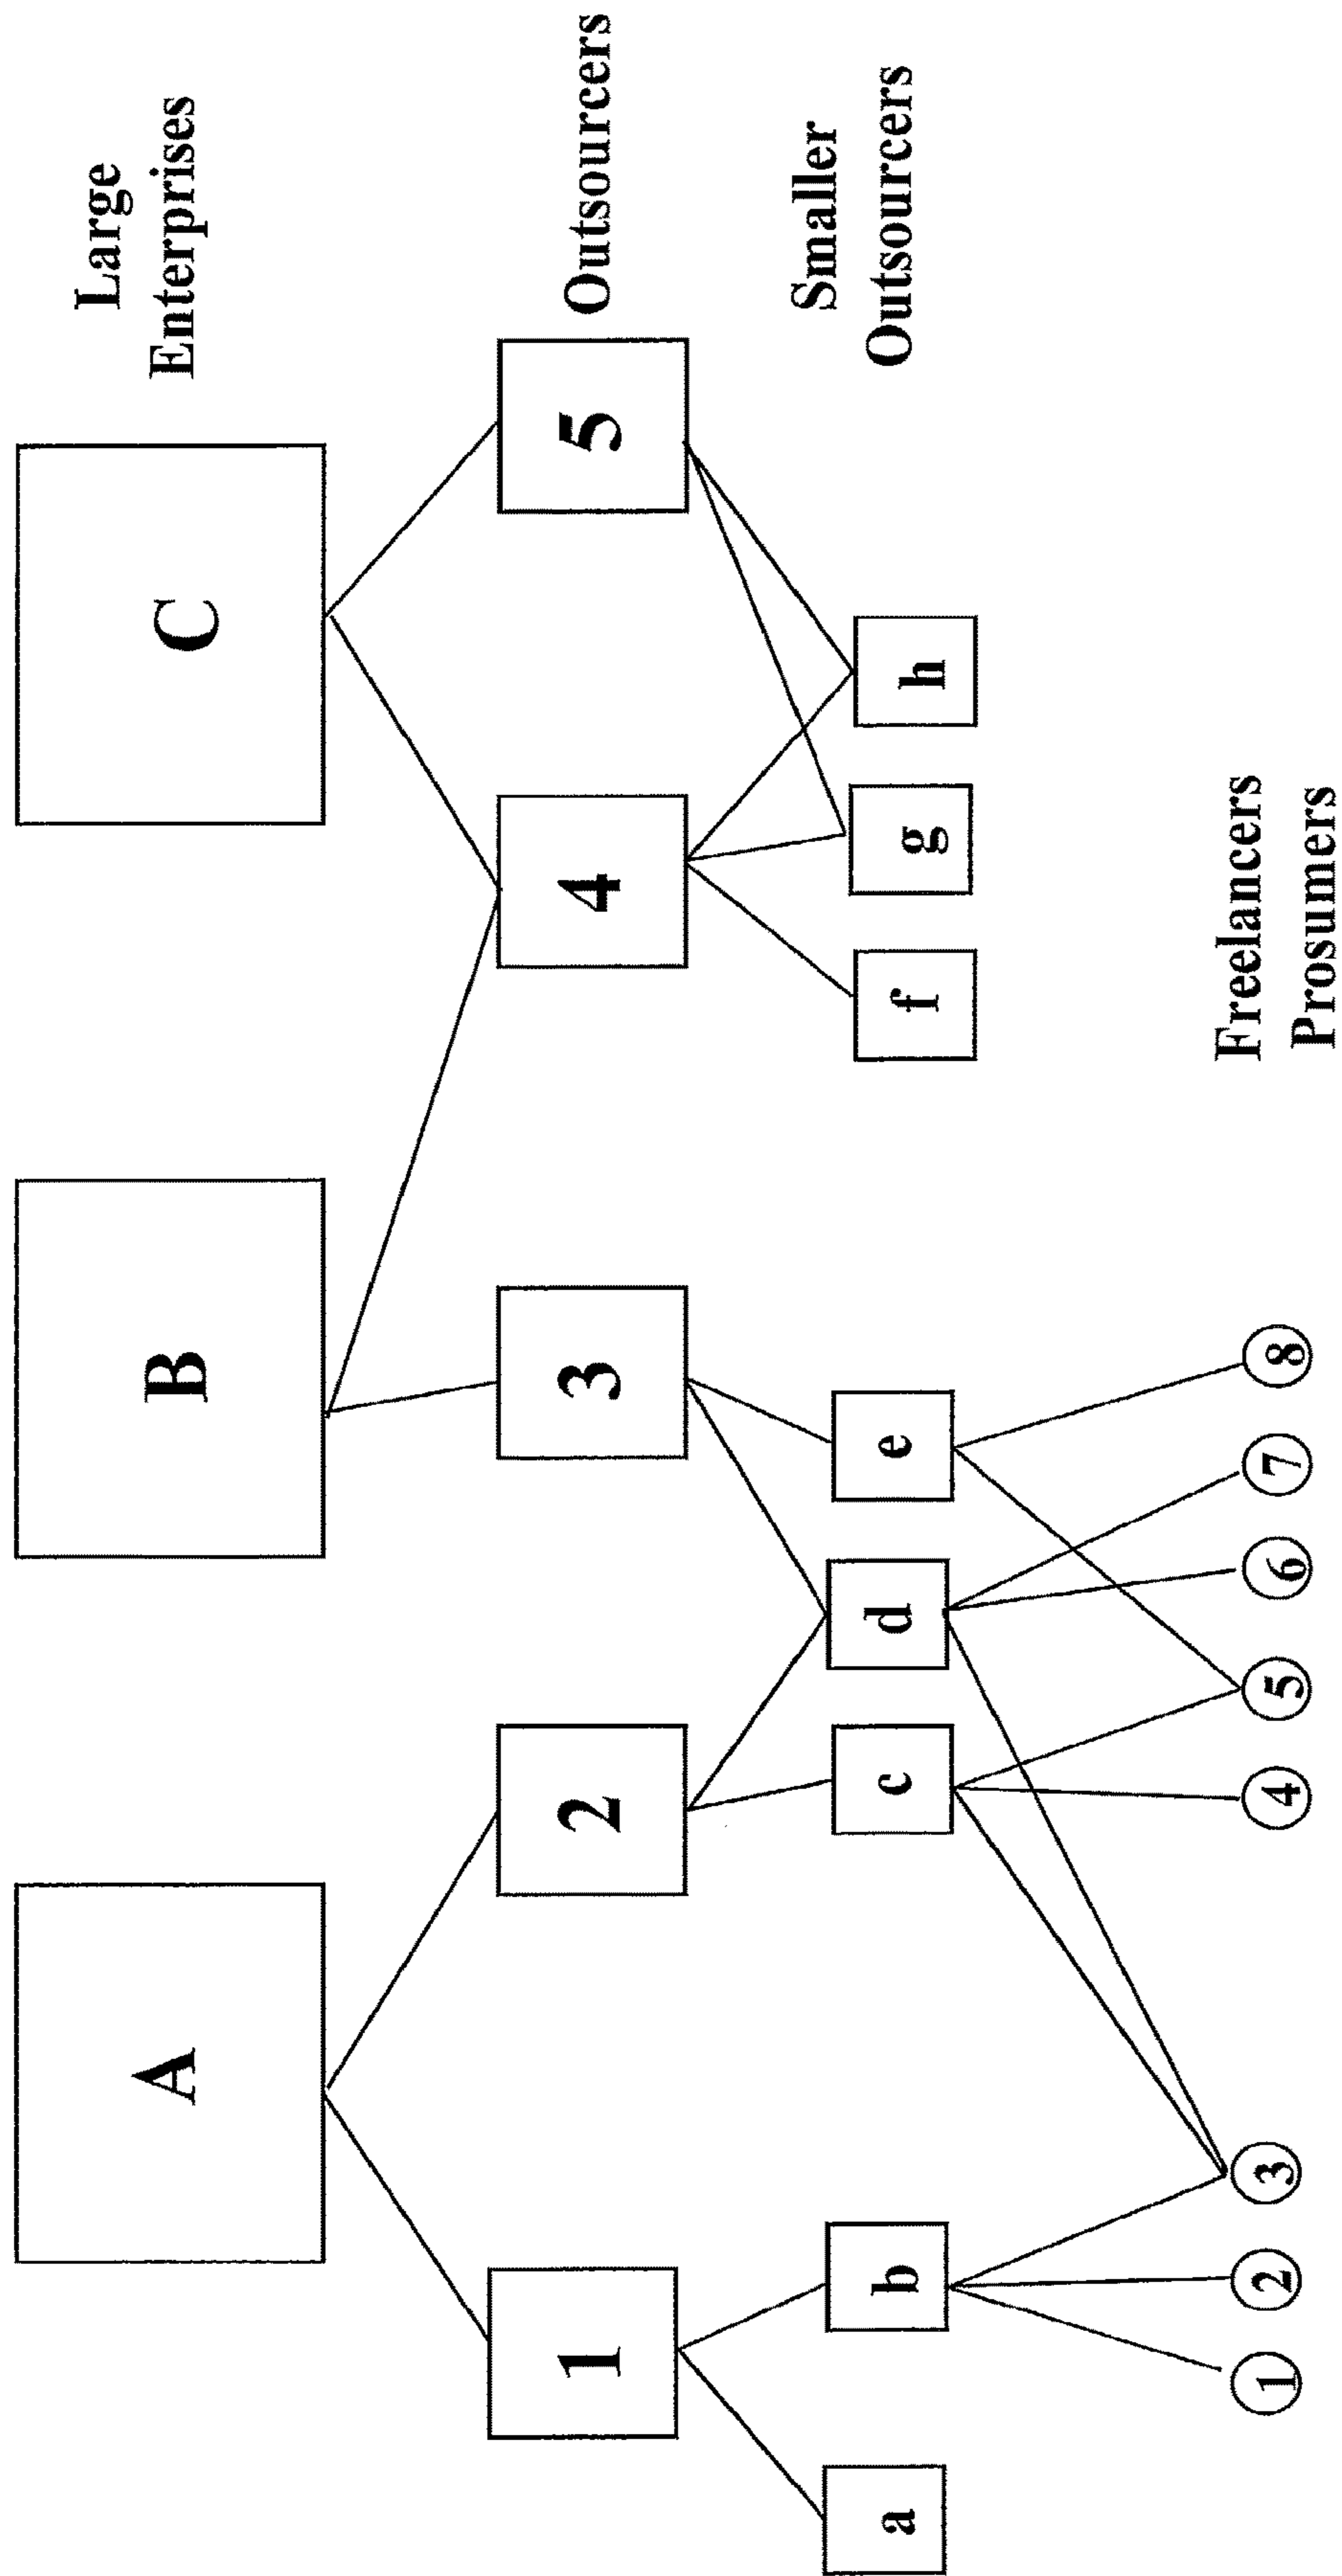 A
B
C
Large
Enterprises
1
2
3
4
5
Outsourcers
a
b
c
d
e
f
g
h
Smaller
Outsourcers
1
2
3
4
5
6
7
8
Freelancers
Prosumers